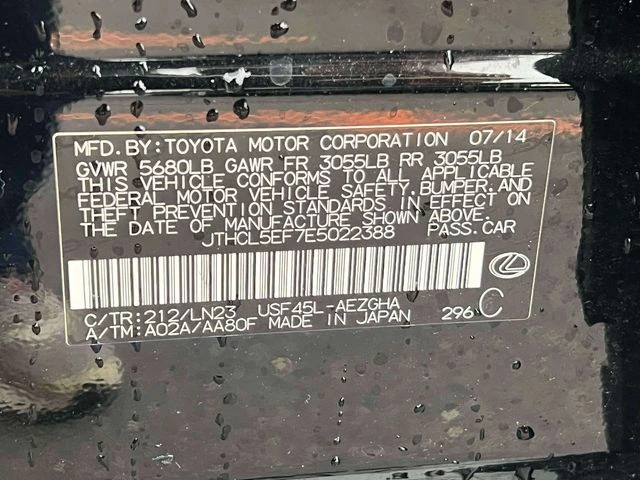 MFD.BY:TOYOTA MOTOR CORPORATION 07/14
GVWR 5680LB GAWR FR 3055LB RR 3055LB
THIS VEHICLE CONFORMS TO ALL APPLICABLE
FEDERAL MOTOR VEHICLE SAFETY,BUMPER,AND
THEFT PREVENTION STANDARDS IN EFFECT ON
THE DATE OF MANUFACTURE SHOWN ABOVE.
JTHCL5EF7E5022388 PASS.CAR
C/TR:212/LN23 USF45L-AEZGHA
A/TM:A02A/AA80F MADE IN JAPAN 296 C